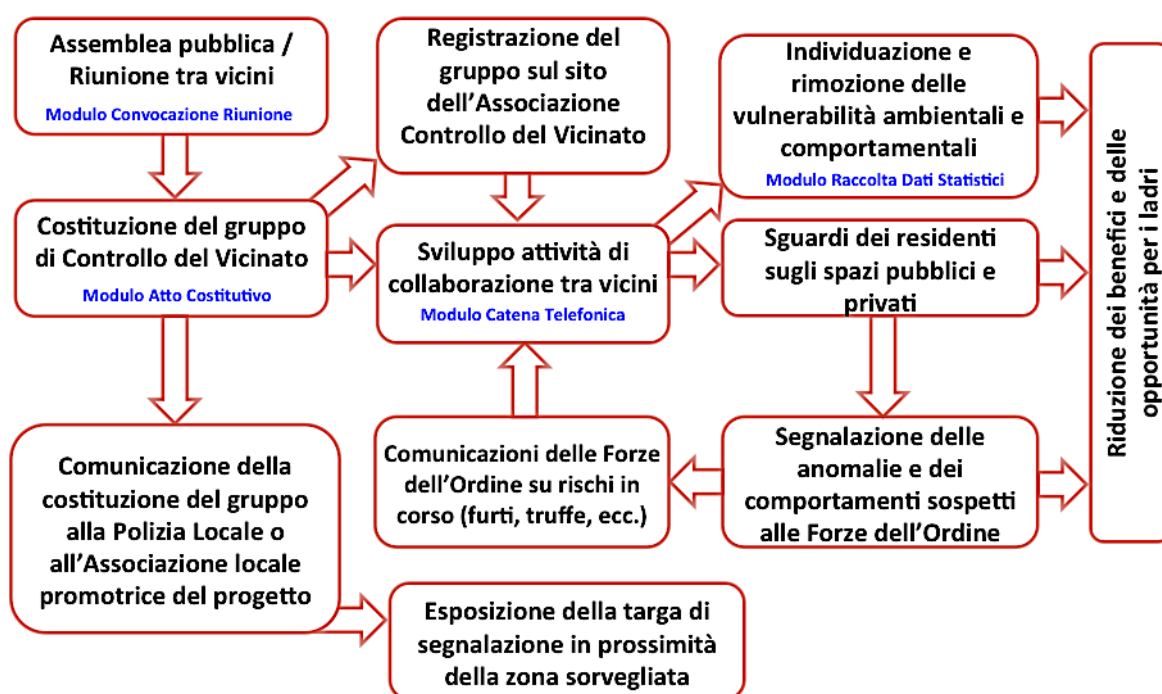 Assemblea pubblica /
Riunione tra vicini
Modulo Convocazione Riunione
Registrazione del
gruppo sul sito
dell'Associazione
Controllo del Vicinato
Individuazione e
rimozione delle
vulnerabilità ambientali e
comportamentali
Modulo Raccolta Dati Statistici
Costituzione del gruppo
di Controllo del Vicinato
Modulo Atto Costitutivo
Sviluppo attività di
collaborazione tra vicini
Modulo Catena Telefonica
Sguardi dei residenti
sugli spazi pubblici e
privati
Riduzione dei benefici e delle
opportunità per i ladri
Comunicazione della
costituzione del gruppo
alla Polizia Locale o
all'Associazione locale
promotrice del progetto
Comunicazioni delle Forze
dell'Ordine su rischi in
corso (furti, truffe, ecc.)
Segnalazione delle
anomalie e dei
comportamenti sospetti
alle Forze dell'Ordine
Esposizione della targa di
segnalazione in prossimità
della zona sorvegliata